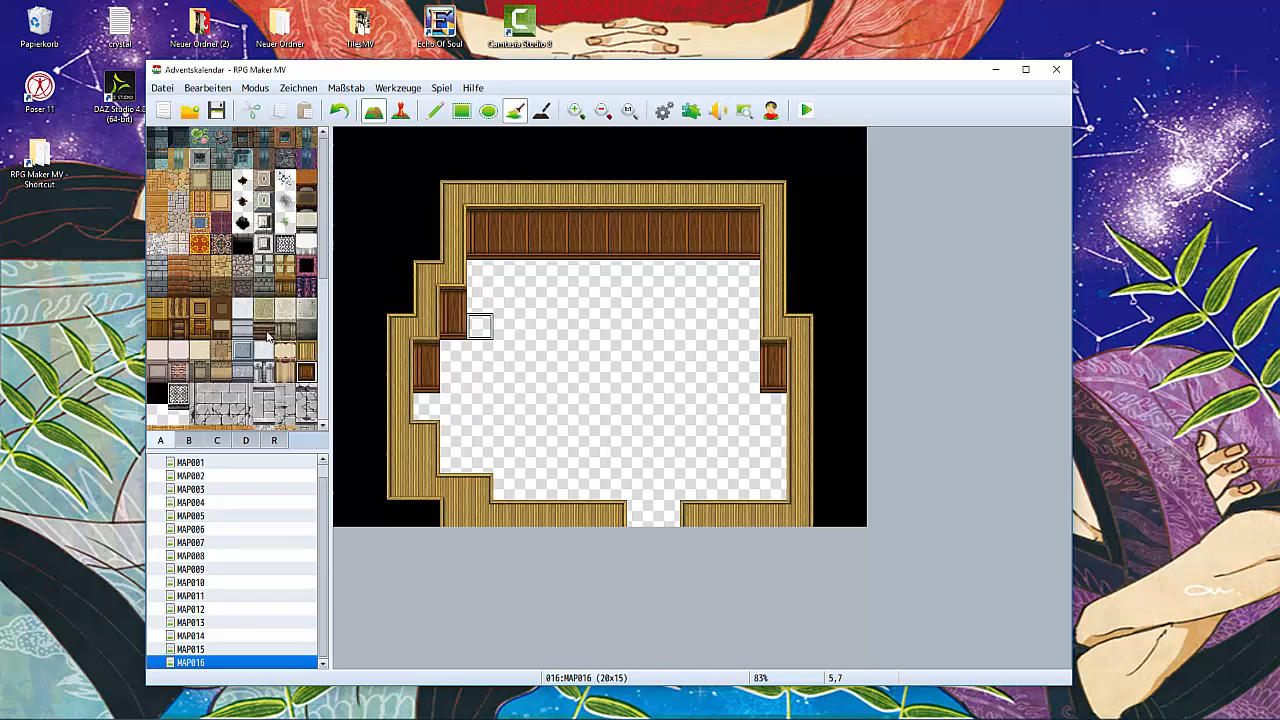 Papierkorb
crystal
Neuer Ordner (2)
Neuer Ordner
TilesMV
Echo Of Soul
Camtasia Studio 8
Poser 11
DAZ Studio 4.8
(64-bit)
RPG Maker MV -
Shortcut
Adventskalendar - RPG Maker MV
Datei Bearbeiten Modus Zeichnen Maßstab Werkzeuge Spiel Hilfe
A B C D R
MAP001
MAP002
MAP003
MAP004
MAP005
MAP006
MAP007
MAP008
MAP009
MAP010
MAP011
MAP012
MAP013
MAP014
MAP015
MAP016
016:MAP016 (20x15) 83% 5,7